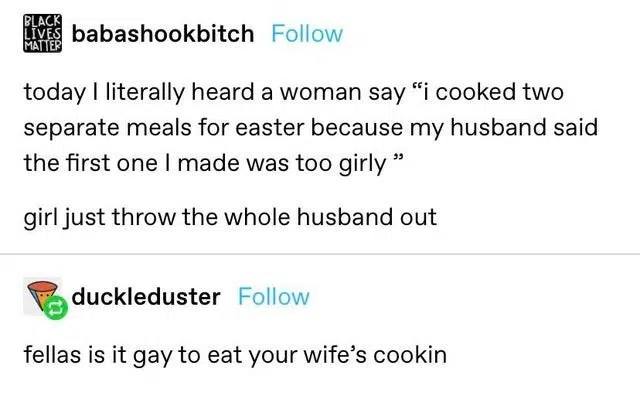 BLACK
LIVES
MATTER
babashookbitch Follow
today I literally heard a woman say “i cooked two
separate meals for easter because my husband said
the first one I made was too girly ”
girl just throw the whole husband out
duckleduster Follow
fellas is it gay to eat your wife’s cookin